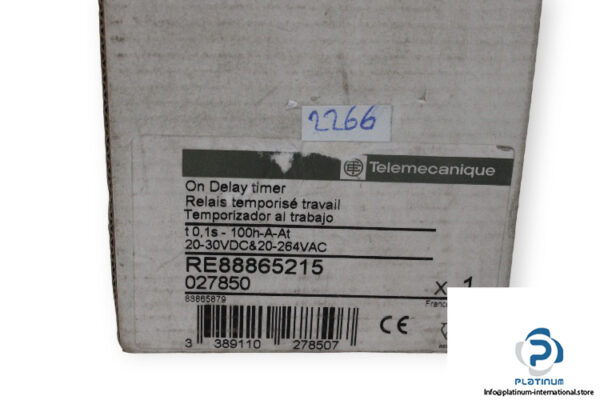 2266
Telemecanique
On Delay timer
Relais temporisé travail
Temporizador al trabajo
t 0,1s - 100h-A-At
20-30VDC&20-264VAC
RE88865215
027850
x 1
88865879
Franc
3 389110 278507
CE
PLATINUM
info@platinum-international.store